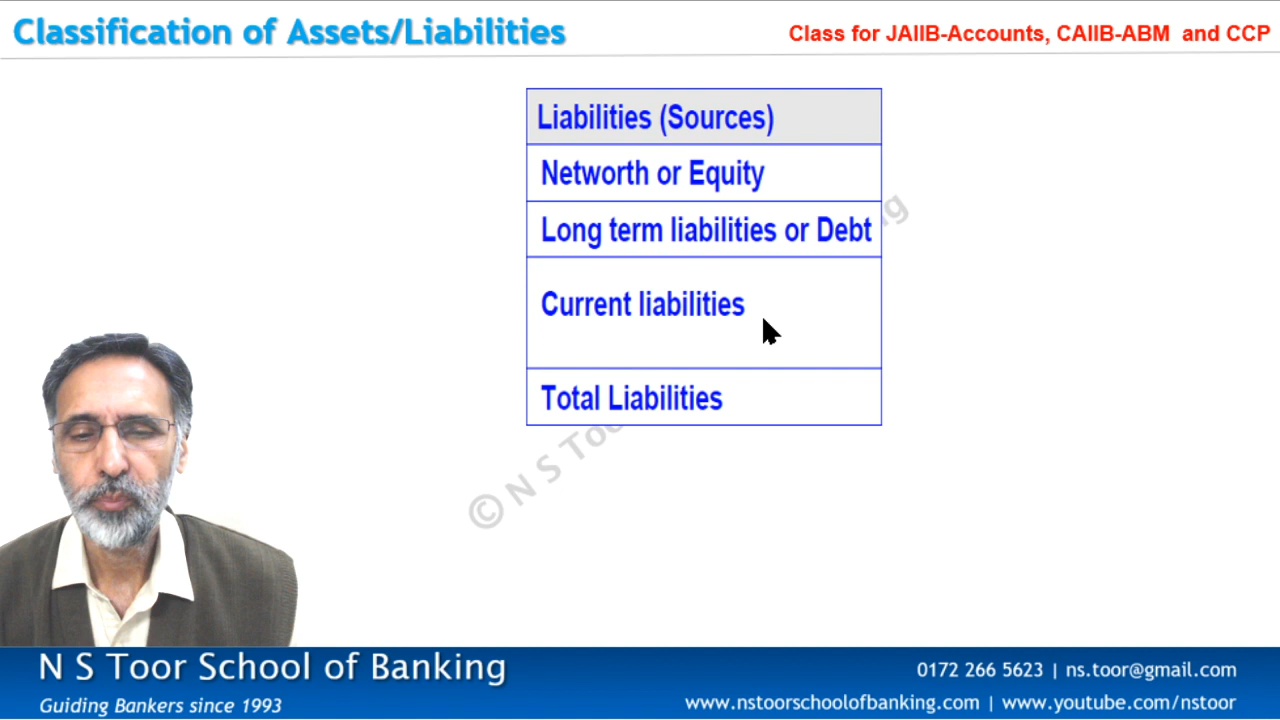 Classification of Assets/Liabilities
Class for JAIIB-Accounts, CAIIB-ABM and CCP
Liabilities (Sources)
Networth or Equity
Long term liabilities or Debt
Current liabilities
Total Liabilities
© N S Too
ng
N S Toor School of Banking
Guiding Bankers since 1993
0172 266 5623 | ns.toor@gmail.com
www.nstoorschoolofbanking.com | www.youtube.com/nstoor